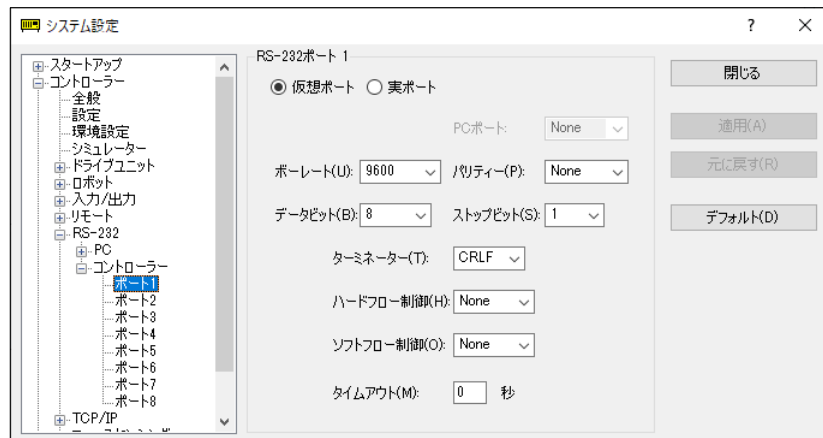 システム設定
?
×
スタートアップ
コントローラー
全般
設定
環境設定
シミュレーター
ドライブユニット
ロボット
入力/出力
リモート
RS-232
PC
コントローラー
ポート1
ポート2
ポート3
ポート4
ポート5
ポート6
ポート7
ポート8
TCP/IP
RS-232ポート 1
仮想ポート 実ポート
PCポート: None
ボーレート(U): 9600 パリティー(P): None
データビット(B): 8 ストップビット(S): 1
ターミネーター(T): CRLF
ハードフロー制御(H): None
ソフトフロー制御(O): None
タイムアウト(M): 0 秒
閉じる
適用(A)
元に戻す(R)
デフォルト(D)